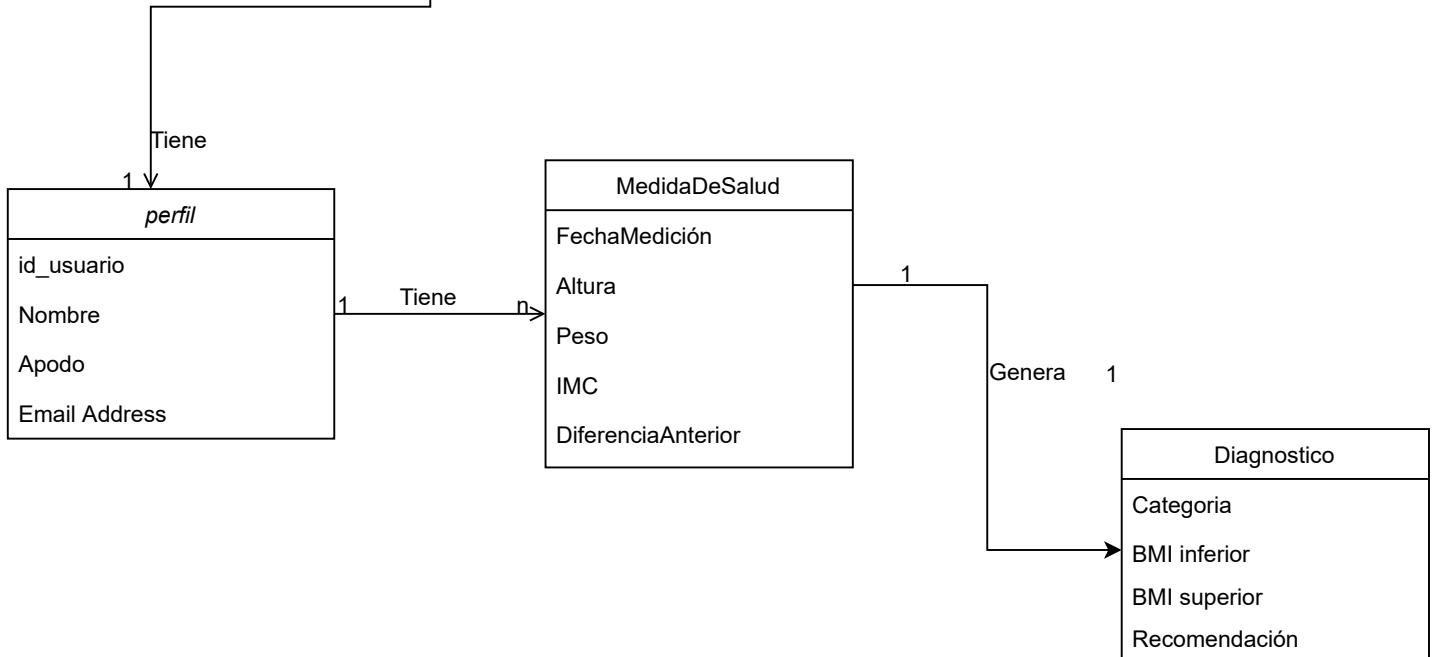 Tiene
1
perfil
id_usuario
Nombre
Apodo
Email Address
1
Tiene
n
MedidaDeSalud
FechaMedición
Altura
Peso
IMC
DiferenciaAnterior
1
Genera
1
Diagnostico
Categoria
BMI inferior
BMI superior
Recomendación